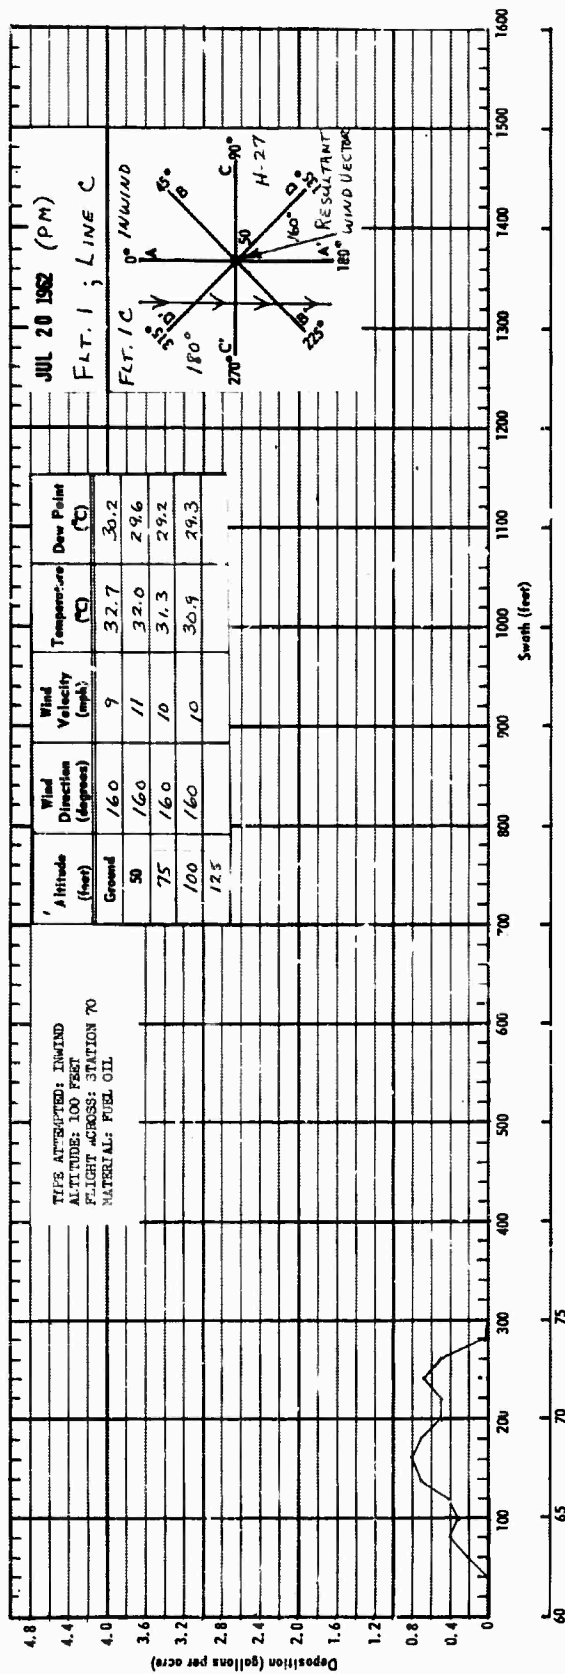 JUL 20 1962 (PM)
FLT. 1 ; LINE C
FLT. 1C
0° INWIND
A
45°
B
C
90°
H-27
135°
D
160°
50
RESULTANT
WIND VECTOR
A'
180°
B'
225°
C'
270°
180°
D'
315°
TYPE ATTEMPTED: INWIND
ALTITUDE: 100 FEET
FLIGHT ACROSS: STATION 70
MATERIAL: FUEL OIL
Altitude (feet) Wind Direction (degrees) Wind Velocity (mph) Temperature (°C) Dew Point (°C)
Ground 160 9 32.7 30.2
50 160 11 32.0 29.6
75 160 10 31.3 29.2
100 160 10 30.9 29.3
125
Deposition (gallons per acre)
4.8
4.4
4.0
3.6
3.2
2.8
2.4
2.0
1.6
1.2
0.8
0.4
0
100 200 300 400 500 600 700 800 900 1000 1100 1200 1300 1400 1500 1600
Swath (feet)
60 65 70 75